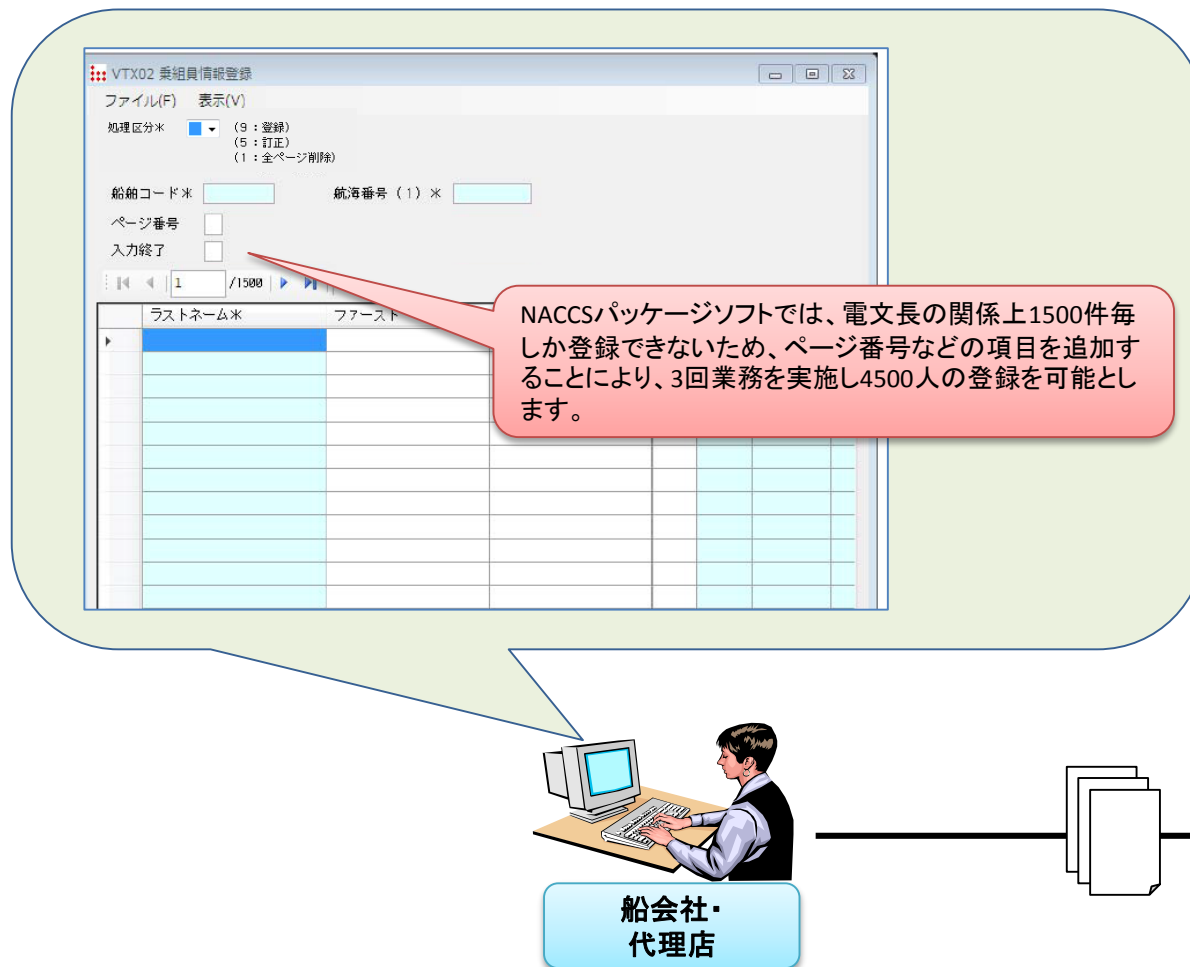 VTX02 乗組員情報登録
ファイル(F) 表示(V)
処理区分* (9:登録)
(5:訂正)
(1:全ページ削除)
船舶コード* 航海番号(1)*
ページ番号
入力終了
1 /1500
ラストネーム* ファースト
NACCSパッケージソフトでは、電文長の関係上1500件毎
しか登録できないため、ページ番号などの項目を追加す
ることにより、3回業務を実施し4500人の登録を可能とし
ます。
船会社・
代理店